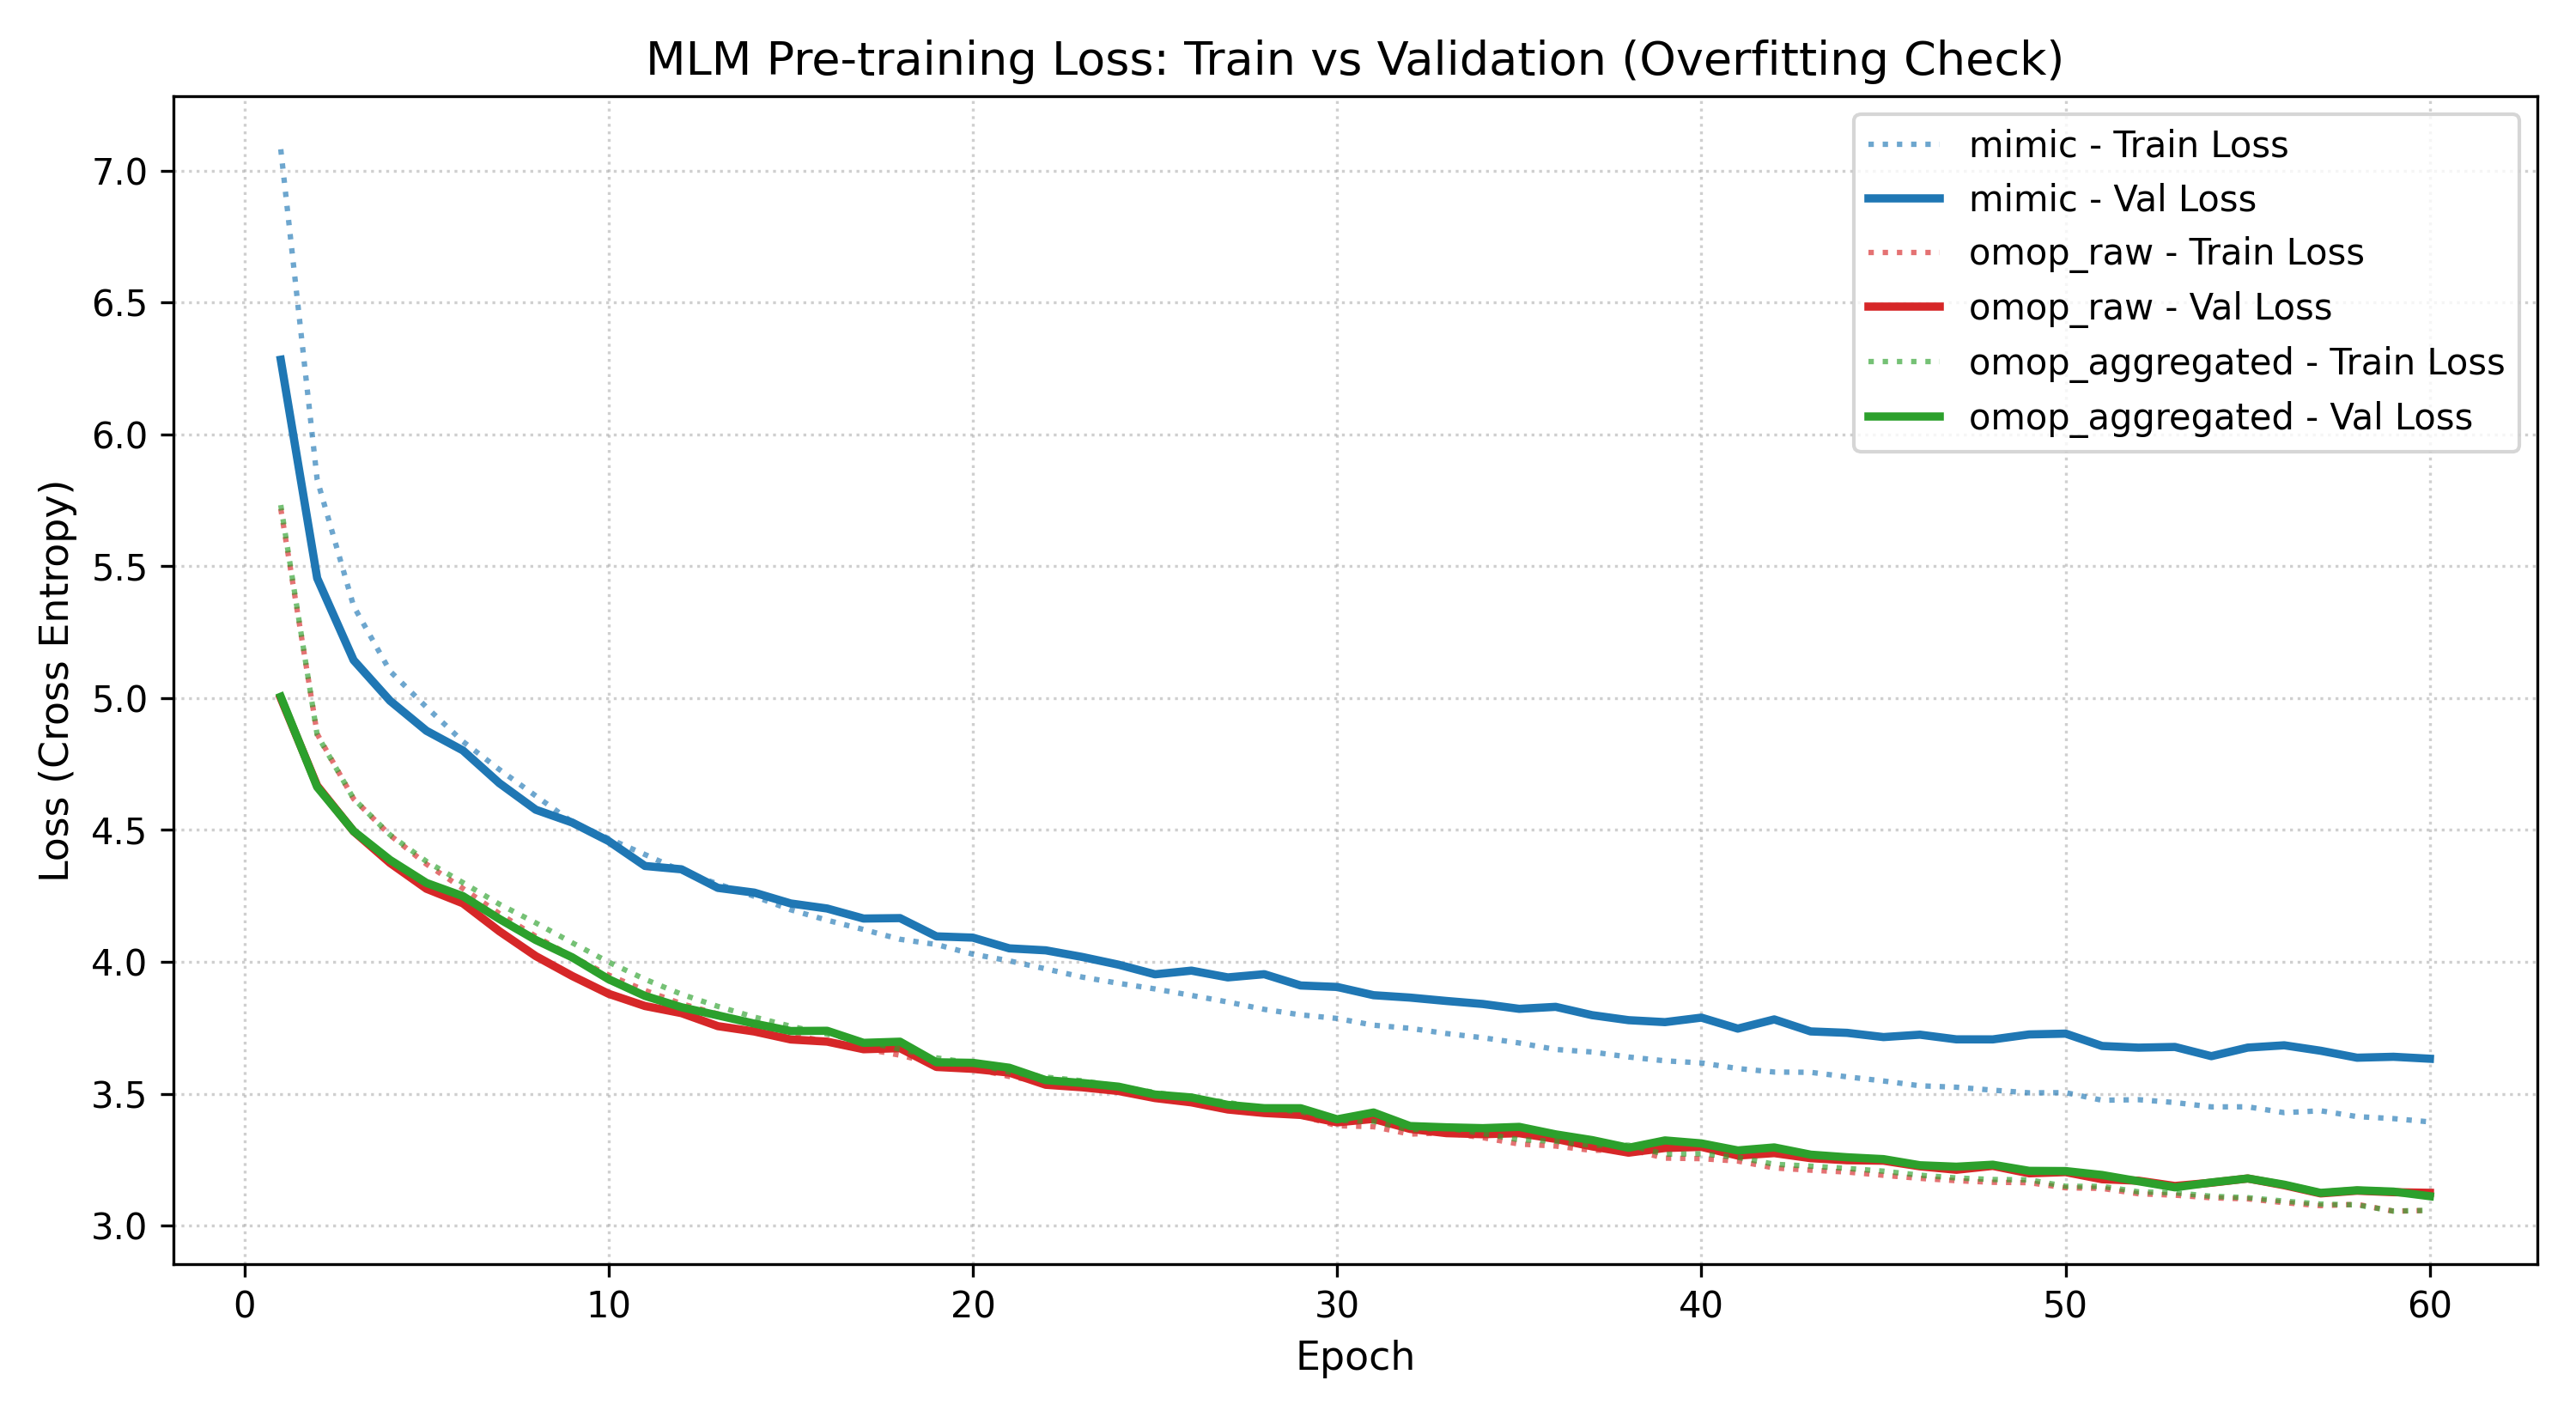 MLM Pre-training Loss: Train vs Validation (Overfitting Check)
mimic - Train Loss
mimic - Val Loss
omop_raw - Train Loss
omop_raw - Val Loss
omop_aggregated - Train Loss
omop_aggregated - Val Loss
Loss (Cross Entropy)
7.0
6.5
6.0
5.5
5.0
4.5
4.0
3.5
3.0
0 10 20 30 40 50 60
Epoch